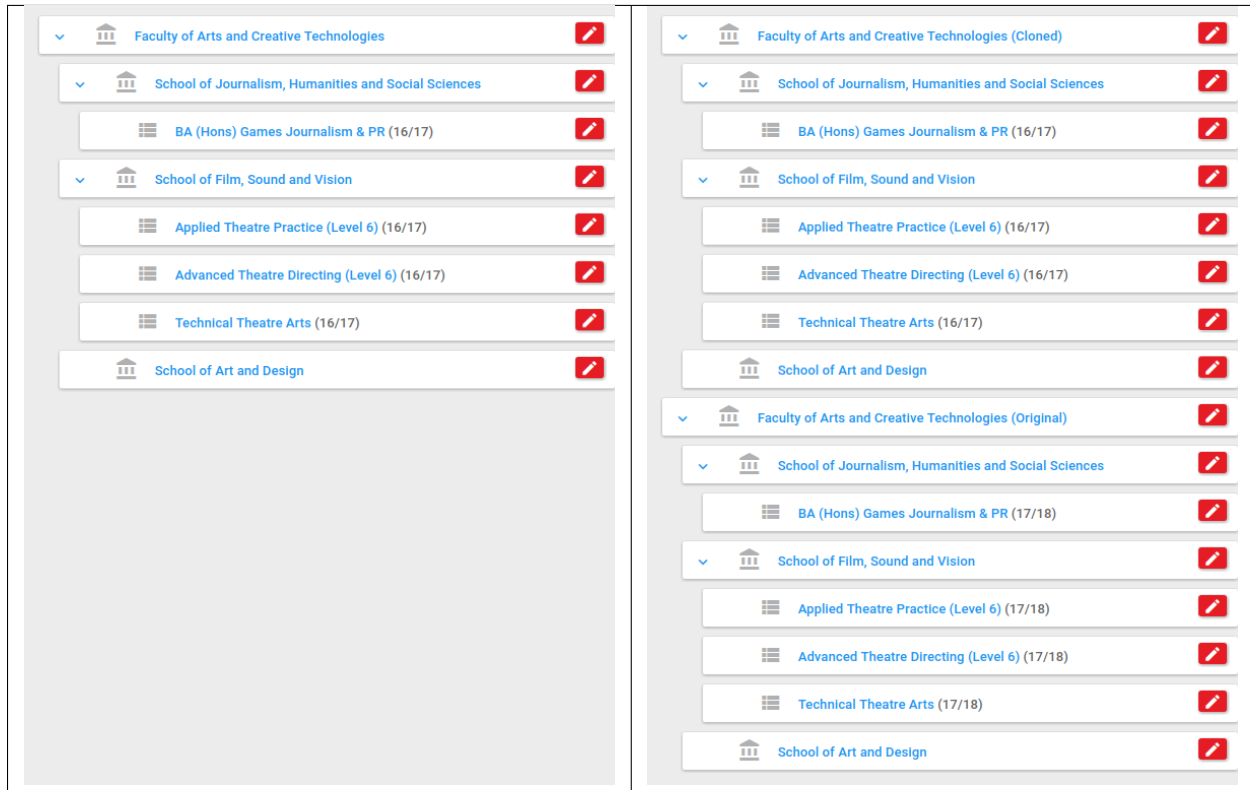 Faculty of Arts and Creative Technologies
School of Journalism, Humanities and Social Sciences
BA (Hons) Games Journalism & PR (16/17)
School of Film, Sound and Vision
Applied Theatre Practice (Level 6) (16/17)
Advanced Theatre Directing (Level 6) (16/17)
Technical Theatre Arts (16/17)
School of Art and Design
Faculty of Arts and Creative Technologies (Cloned)
School of Journalism, Humanities and Social Sciences
BA (Hons) Games Journalism & PR (16/17)
School of Film, Sound and Vision
Applied Theatre Practice (Level 6) (16/17)
Advanced Theatre Directing (Level 6) (16/17)
Technical Theatre Arts (16/17)
School of Art and Design
Faculty of Arts and Creative Technologies (Original)
School of Journalism, Humanities and Social Sciences
BA (Hons) Games Journalism & PR (17/18)
School of Film, Sound and Vision
Applied Theatre Practice (Level 6) (17/18)
Advanced Theatre Directing (Level 6) (17/18)
Technical Theatre Arts (17/18)
School of Art and Design